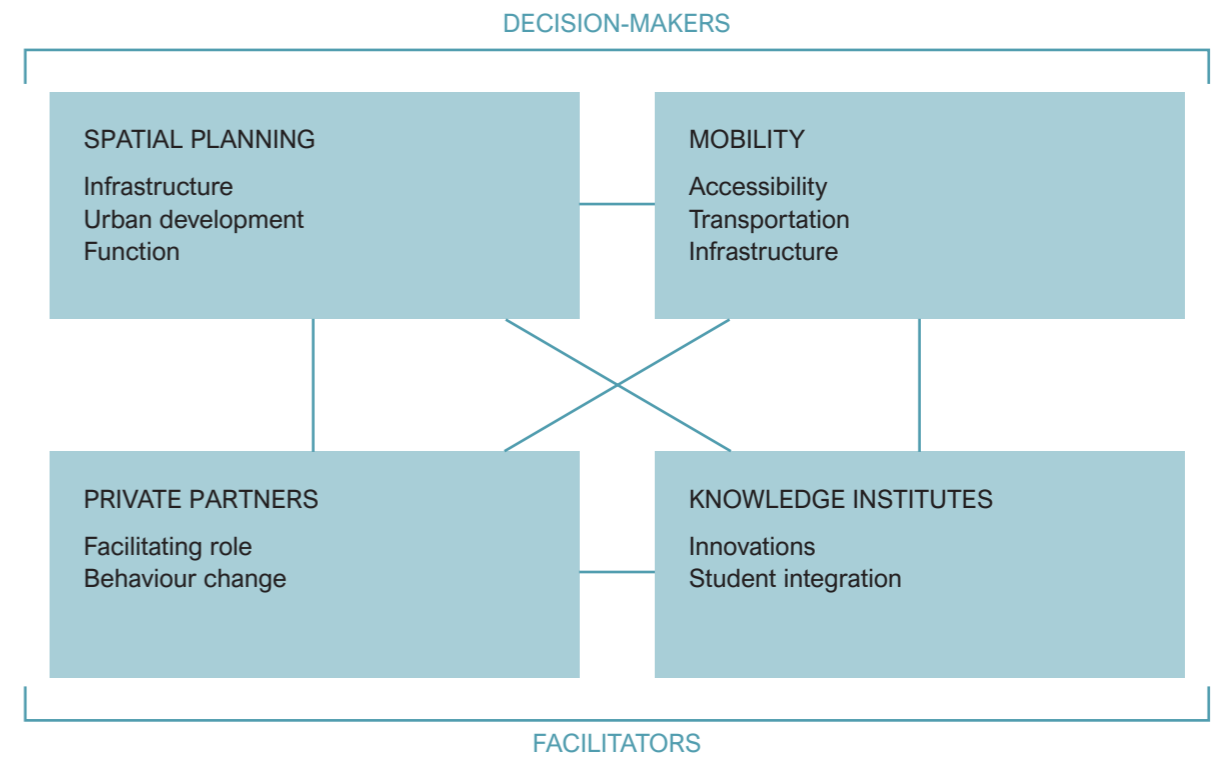 DECISION-MAKERS
SPATIAL PLANNING
Infrastructure
Urban development
Function
MOBILITY
Accessibility
Transportation
Infrastructure
PRIVATE PARTNERS
Facilitating role
Behaviour change
KNOWLEDGE INSTITUTES
Innovations
Student integration
FACILITATORS